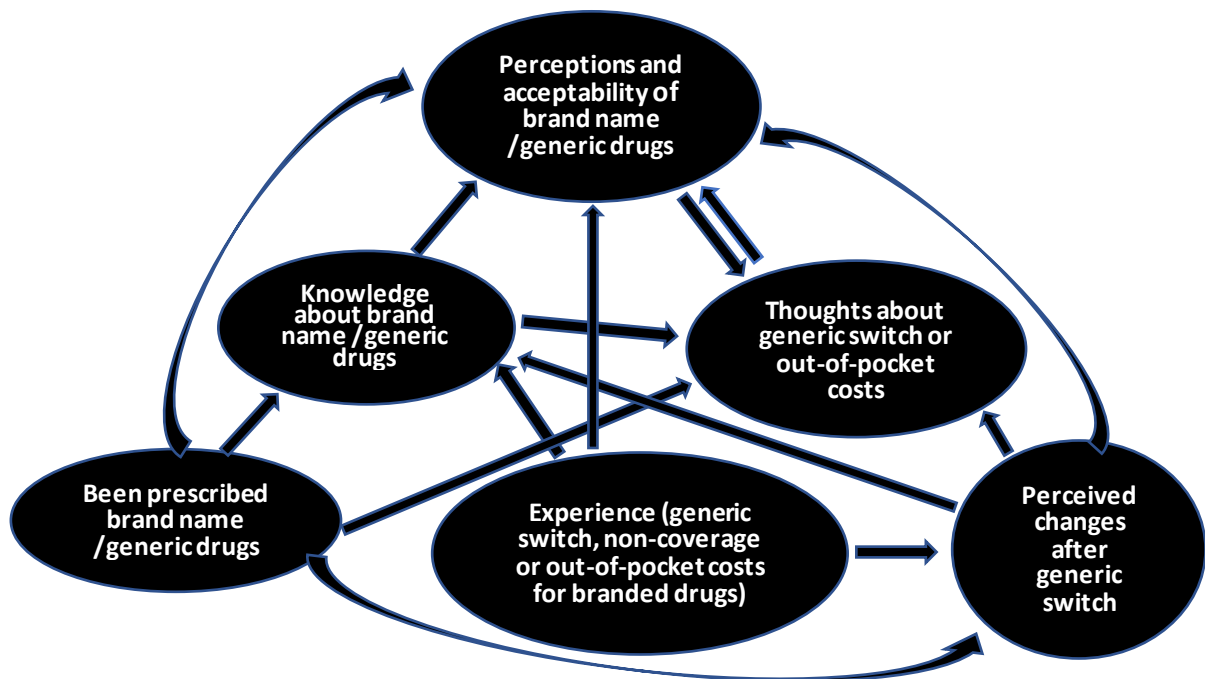 Perceptions and
acceptability of
brand name
/generic drugs
Knowledge
about brand
name /generic
drugs
Thoughts about
generic switch or
out-of-pocket
costs
Been prescribed
brand name
/generic drugs
Experience (generic
switch, non-coverage
or out-of-pocket costs
for branded drugs)
Perceived
changes
after
generic
switch